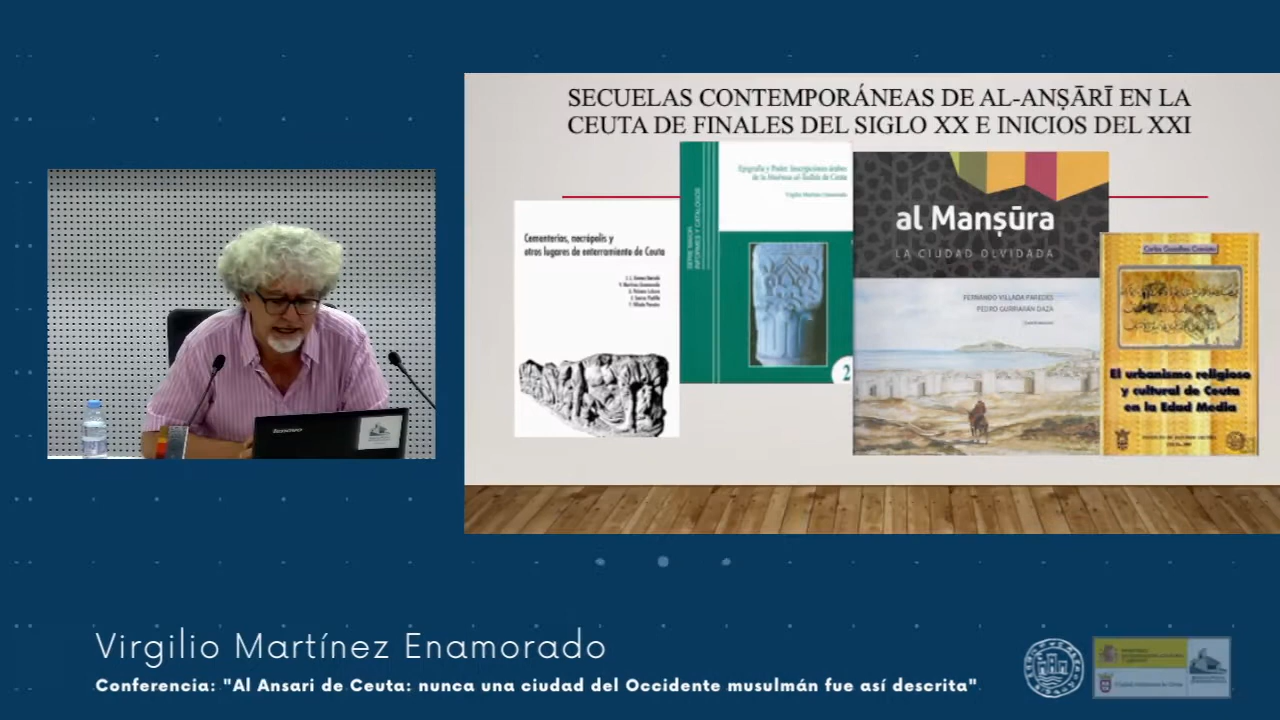 SECUELAS CONTEMPORÁNEAS DE AL-ANṢĀRĪ EN LA
CEUTA DE FINALES DEL SIGLO XX E INICIOS DEL XXI
Cementerios, necrópolis y
otros lugares de enterramiento de Ceuta
Epigrafía y Poder. Inscripciones árabes
de la Madrasa al-Ŷadīda de Ceuta
Virgilio Martínez Enamorado
INFORMES Y CATÁLOGOS
2
al Manṣūra
LA CIUDAD OLVIDADA
FERNANDO VILLADA PAREDES
PEDRO GURRIARÁN DAZA
Carlos Gozalbes Cravioto
El urbanismo religioso
y cultural de Ceuta
en la Edad Media
Virgilio Martínez Enamorado
Conferencia: "Al Ansari de Ceuta: nunca una ciudad del Occidente musulmán fue así descrita"